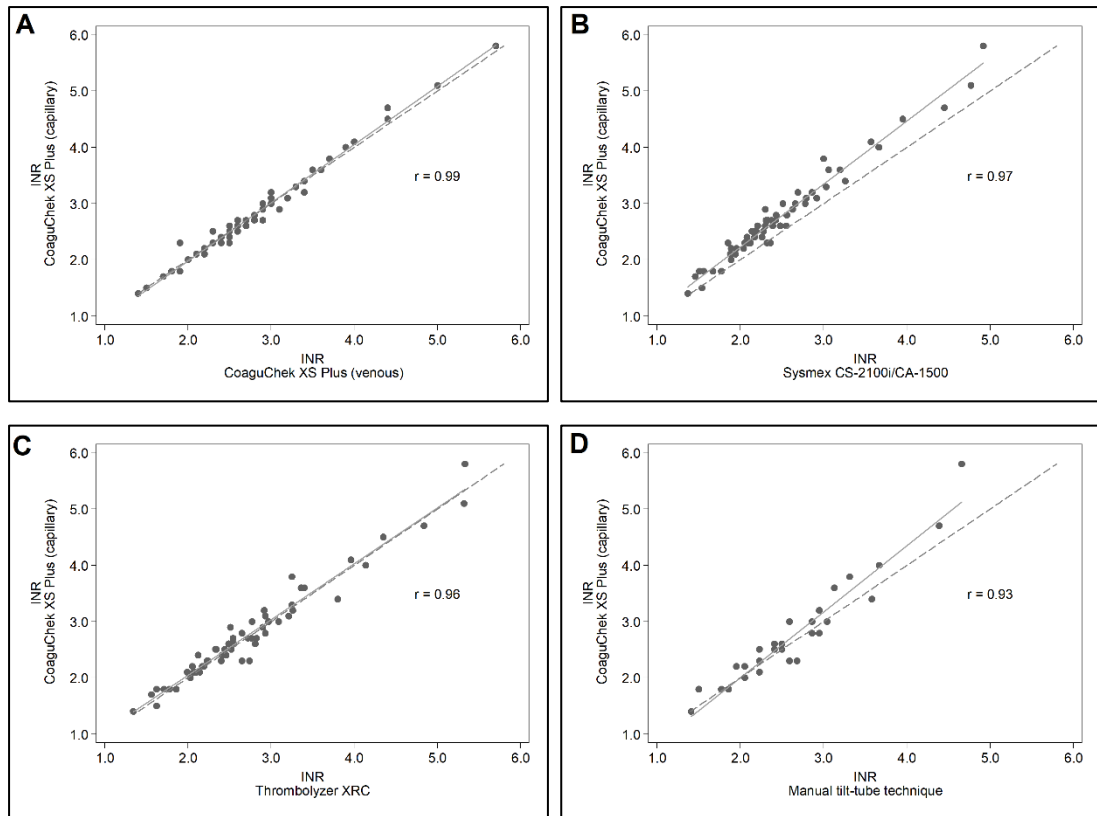 A
INR
CoaguChek XS Plus (capillary)
6.0
5.0
4.0
3.0
2.0
1.0
r = 0.99
1.0 2.0 3.0 4.0 5.0 6.0
INR
CoaguChek XS Plus (venous)
B
INR
CoaguChek XS Plus (capillary)
6.0
5.0
4.0
3.0
2.0
1.0
r = 0.97
1.0 2.0 3.0 4.0 5.0 6.0
INR
Sysmex CS-2100i/CA-1500
C
INR
CoaguChek XS Plus (capillary)
6.0
5.0
4.0
3.0
2.0
1.0
r = 0.96
1.0 2.0 3.0 4.0 5.0 6.0
INR
Thrombolyzer XRC
D
INR
CoaguChek XS Plus (capillary)
6.0
5.0
4.0
3.0
2.0
1.0
r = 0.93
1.0 2.0 3.0 4.0 5.0 6.0
INR
Manual tilt-tube technique